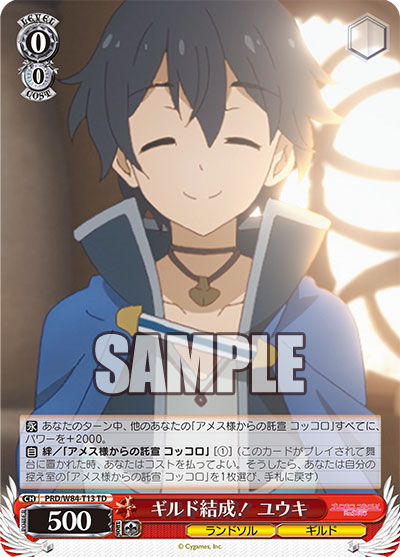 LEVEL
0
0
COST
SAMPLE
永 あなたのターン中、他のあなたの「アメス様からの託宣 コッコロ」すべてに、
パワーを＋2000。
自 絆／「アメス様からの託宣 コッコロ」 [①] （このカードがプレイされて舞
台に置かれた時、あなたはコストを払ってよい。そうしたら、あなたは自分の控
え室の「アメス様からの託宣 コッコロ」を1枚選び、手札に戻す）
CH PRD/W84-T13 TD
ギルド結成！ ユウキ
500
ランドソル
ギルド
© Cygames, Inc.